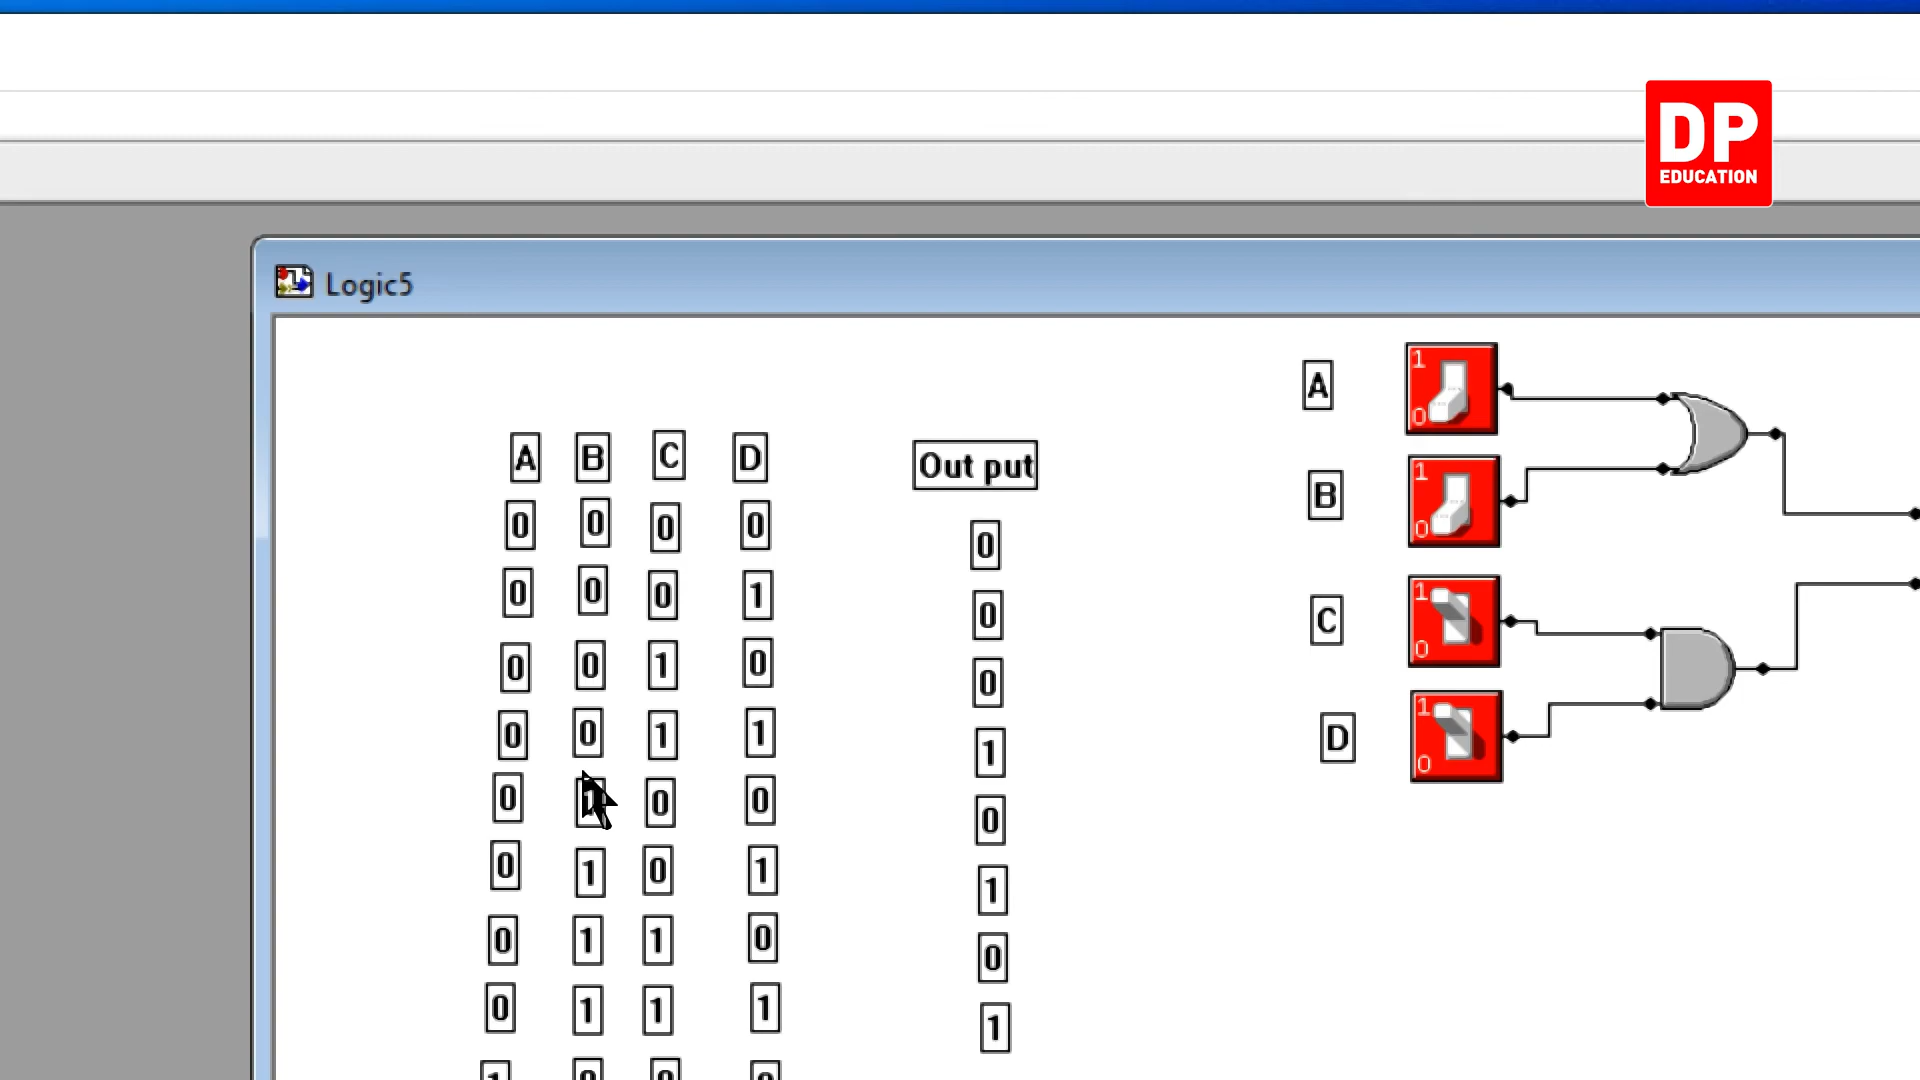 DP
EDUCATION
Logic5
A B C D Out put
0 0 0 0 0
0 0 0 1 0
0 0 1 0 0
0 0 1 1 1
0 1 0 0 0
0 1 0 1 1
0 1 1 0 0
0 1 1 1 1
A 1 0
B 1 0
C 1 0
D 1 0